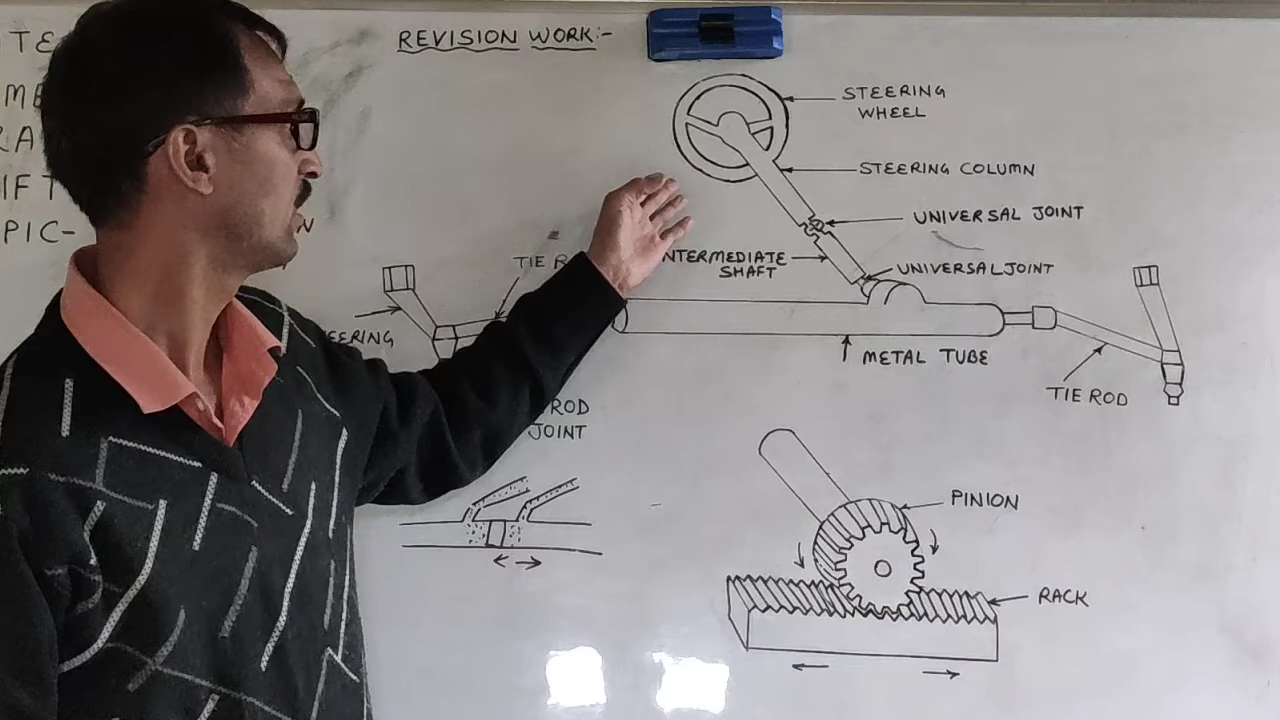 REVISION WORK:-
STEERING
WHEEL
STEERING COLUMN
UNIVERSAL JOINT
INTERMEDIATE
SHAFT
UNIVERSAL JOINT
TIE
METAL TUBE
TIE ROD
ROD
JOINT
PINION
RACK